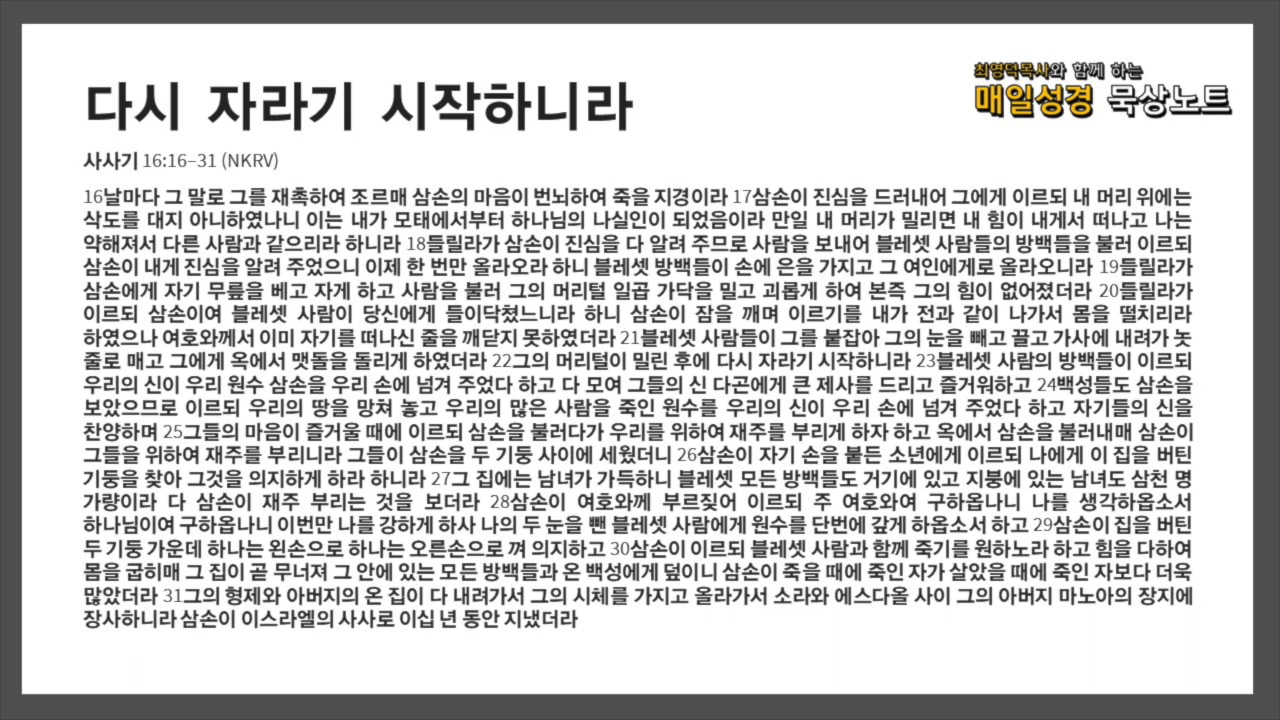 최영덕목사와 함께 하는
매일성경 묵상노트
다시 자라기 시작하니라
사사기 16:16–31 (NKRV)
16날마다 그 말로 그를 재촉하여 조르매 삼손의 마음이 번뇌하여 죽을 지경이라 17삼손이 진심을 드러내어 그에게 이르되 내 머리 위에는
삭도를 대지 아니하였나니 이는 내가 모태에서부터 하나님의 나실인이 되었음이라 만일 내 머리가 밀리면 내 힘이 내게서 떠나고 나는
약해져서 다른 사람과 같으리라 하니라 18들릴라가 삼손이 진심을 다 알려 주므로 사람을 보내어 블레셋 사람들의 방백들을 불러 이르되
삼손이 내게 진심을 알려 주었으니 이제 한 번만 올라오라 하니 블레셋 방백들이 손에 은을 가지고 그 여인에게로 올라오니라 19들릴라가
삼손에게 자기 무릎을 베고 자게 하고 사람을 불러 그의 머리털 일곱 가닥을 밀고 괴롭게 하여 본즉 그의 힘이 없어졌더라 20들릴라가
이르되 삼손이여 블레셋 사람이 당신에게 들이닥쳤느니라 하니 삼손이 잠을 깨며 이르기를 내가 전과 같이 나가서 몸을 떨치리라
하였으나 여호와께서 이미 자기를 떠나신 줄을 깨닫지 못하였더라 21블레셋 사람들이 그를 붙잡아 그의 눈을 빼고 끌고 가사에 내려가 놋
줄로 매고 그에게 옥에서 맷돌을 돌리게 하였더라 22그의 머리털이 밀린 후에 다시 자라기 시작하니라 23블레셋 사람의 방백들이 이르되
우리의 신이 우리 원수 삼손을 우리 손에 넘겨 주었다 하고 다 모여 그들의 신 다곤에게 큰 제사를 드리고 즐거워하고 24백성들도 삼손을
보았으므로 이르되 우리의 땅을 망쳐 놓고 우리의 많은 사람을 죽인 원수를 우리의 신이 우리 손에 넘겨 주었다 하고 자기들의 신을
찬양하며 25그들의 마음이 즐거울 때에 이르되 삼손을 불러다가 우리를 위하여 재주를 부리게 하자 하고 옥에서 삼손을 불러내매 삼손이
그들을 위하여 재주를 부리니라 그들이 삼손을 두 기둥 사이에 세웠더니 26삼손이 자기 손을 붙든 소년에게 이르되 나에게 이 집을 버틴
기둥을 찾아 그것을 의지하게 하라 하니라 27그 집에는 남녀가 가득하니 블레셋 모든 방백들도 거기에 있고 지붕에 있는 남녀도 삼천 명
가량이라 다 삼손이 재주 부리는 것을 보더라 28삼손이 여호와께 부르짖어 이르되 주 여호와여 구하옵나니 나를 생각하옵소서
하나님이여 구하옵나니 이번만 나를 강하게 하사 나의 두 눈을 뺀 블레셋 사람에게 원수를 단번에 갚게 하옵소서 하고 29삼손이 집을 버틴
두 기둥 가운데 하나는 왼손으로 하나는 오른손으로 껴 의지하고 30삼손이 이르되 블레셋 사람과 함께 죽기를 원하노라 하고 힘을 다하여
몸을 굽히매 그 집이 곧 무너져 그 안에 있는 모든 방백들과 온 백성에게 덮이니 삼손이 죽을 때에 죽인 자가 살았을 때에 죽인 자보다 더욱
많았더라 31그의 형제와 아버지의 온 집이 다 내려가서 그의 시체를 가지고 올라가서 소라와 에스다올 사이 그의 아버지 마노아의 장지에
장사하니라 삼손이 이스라엘의 사사로 이십 년 동안 지냈더라